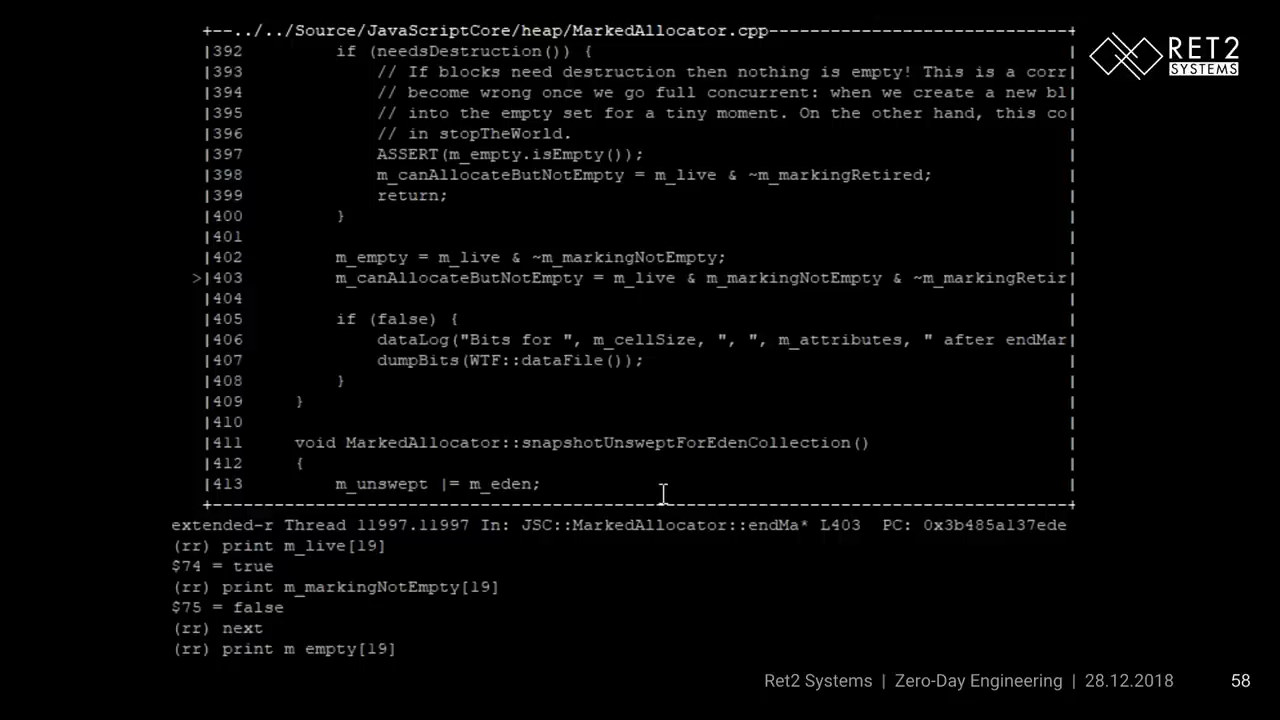 +--../../Source/JavaScriptCore/heap/MarkedAllocator.cpp-----------------------------+
RET2
SYSTEMS
|392         if (needsDestruction()) {                                              |
|393             // If blocks need destruction then nothing is empty! This is a corr|
|394             // become wrong once we go full concurrent: when we create a new bl|
|395             // into the empty set for a tiny moment. On the other hand, this co|
|396             // in stopTheWorld.                                                |
|397             ASSERT(m_empty.isEmpty());                                         |
|398             m_canAllocateButNotEmpty = m_live & ~m_markingRetired;             |
|399             return;                                                            |
|400         }                                                                      |
|401                                                                                |
|402         m_empty = m_live & ~m_markingNotEmpty;                                 |
>|403         m_canAllocateButNotEmpty = m_live & m_markingNotEmpty & ~m_markingRetir|
|404                                                                                |
|405         if (false) {                                                           |
|406             dataLog("Bits for ", m_cellSize, ", ", m_attributes, " after endMar|
|407             dumpBits(WTF::dataFile());                                         |
|408         }                                                                      |
|409     }                                                                          |
|410                                                                                |
|411     void MarkedAllocator::snapshotUnsweptForEdenCollection()                   |
|412     {                                                                          |
|413         m_unswept |= m_eden;                                                   |
+-----------------------------------------------------------------------------------+
extended-r Thread 11997.11997 In: JSC::MarkedAllocator::endMa* L403  PC: 0x3b485a137ede
(rr) print m_live[19]
$74 = true
(rr) print m_markingNotEmpty[19]
$75 = false
(rr) next
(rr) print m_empty[19]
Ret2 Systems | Zero-Day Engineering | 28.12.2018 58